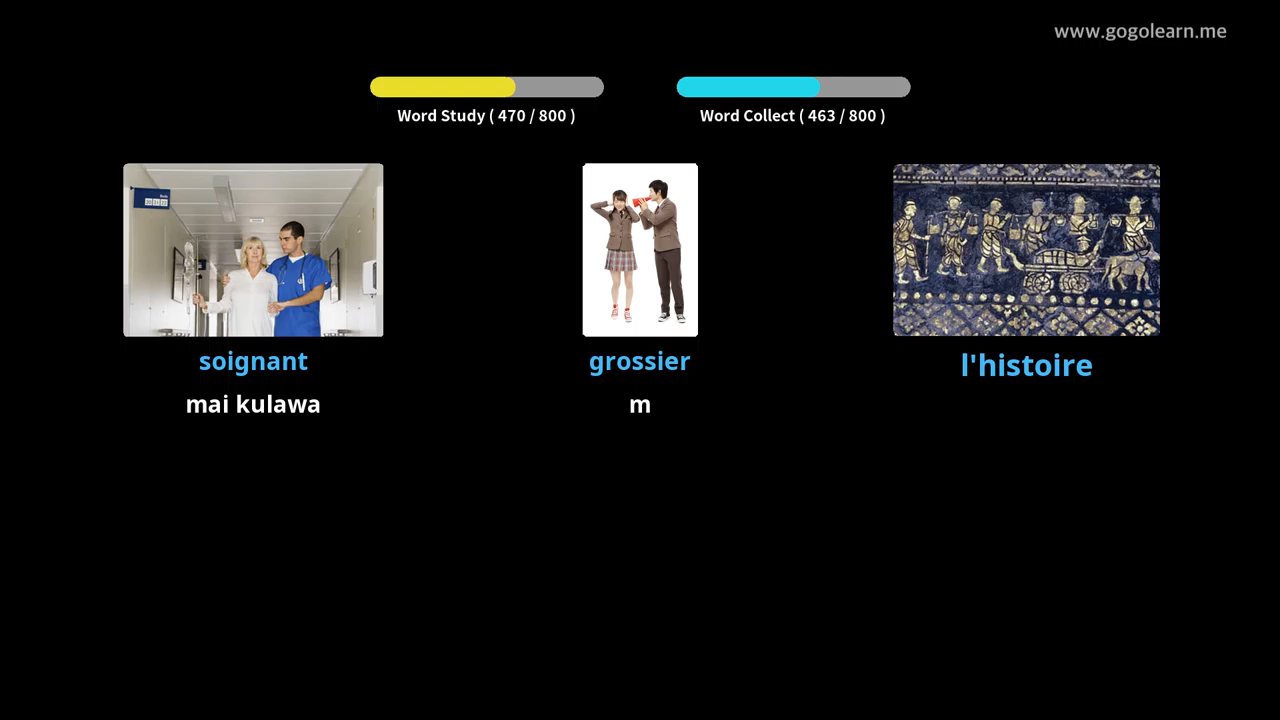 www.gogolearn.me
Word Study ( 470 / 800 )
Word Collect ( 463 / 800 )
soignant
grossier
l'histoire
mai kulawa
m